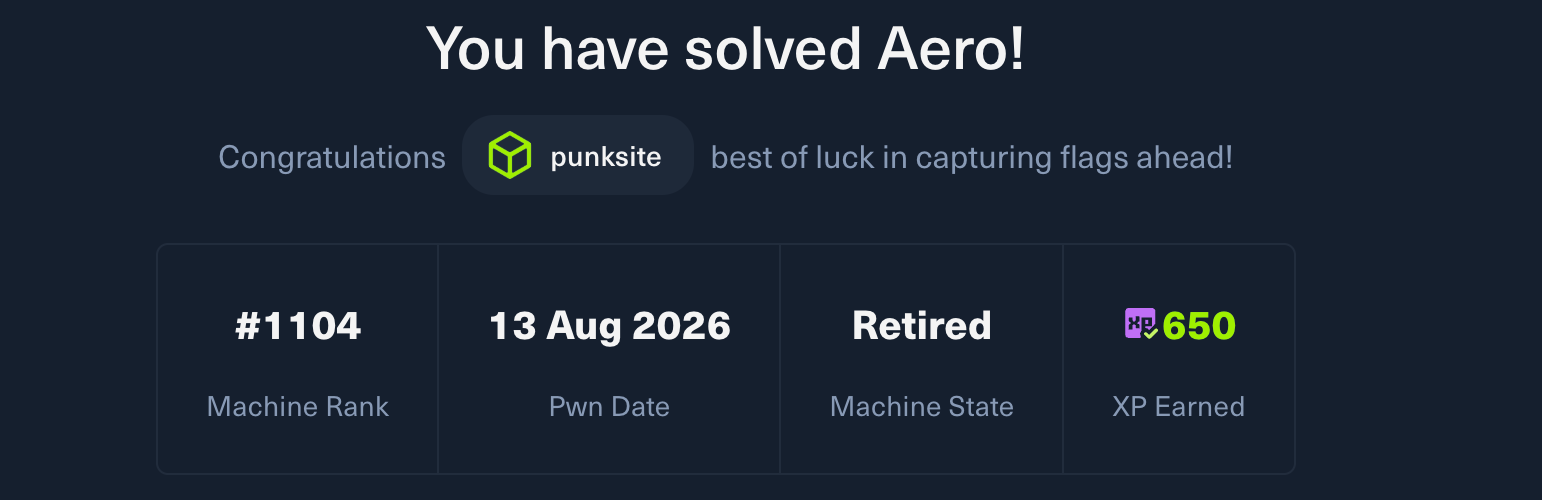 You have solved Aero!
Congratulations punksite best of luck in capturing flags ahead!
#1104 13 Aug 2026 Retired XP 650
Machine Rank Pwn Date Machine State XP Earned